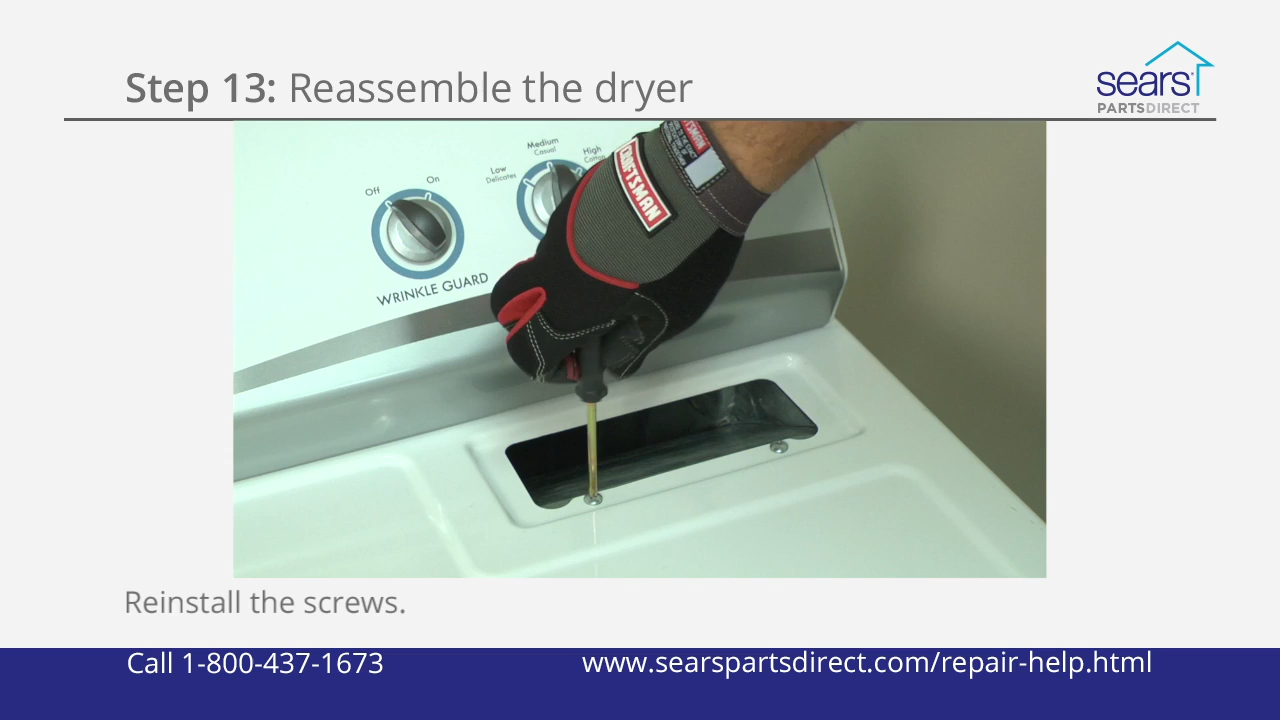 Step 13: Reassemble the dryer
sears
PARTSDIRECT
Medium
Casual
High
Low
Delicates
Off
On
WRINKLE GUARD
CRAFTSMAN
Reinstall the screws.
Call 1-800-437-1673
www.searspartsdirect.com/repair-help.html